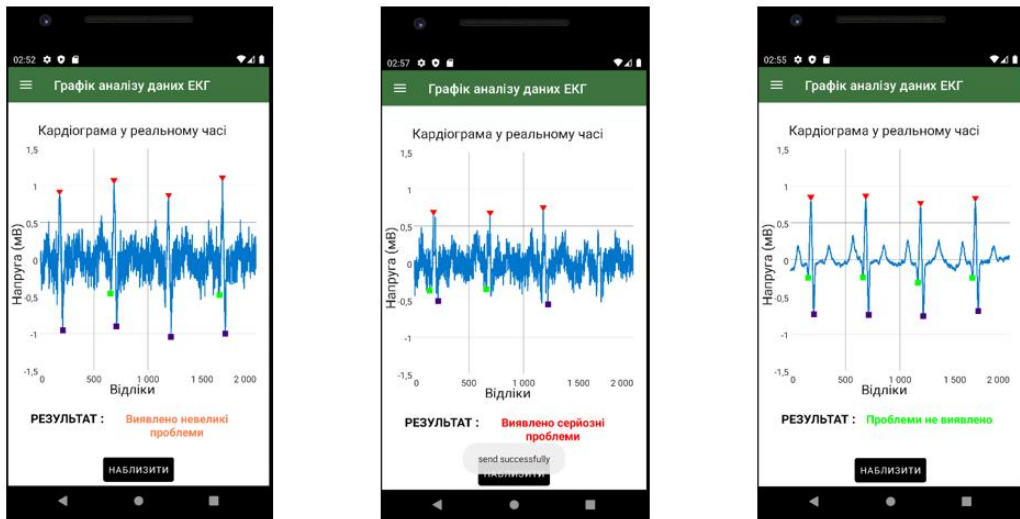 02:52
Графік аналізу даних ЕКГ
Кардіограма у реальному часі
1,5
1
0,5
0
-0,5
-1
-1,5
Напруга (мВ)
0 500 1 000 1 500 2 000
Відліки
РЕЗУЛЬТАТ : Виявлено невеликі
проблеми
НАБЛИЗИТИ
02:57
Графік аналізу даних ЕКГ
Кардіограма у реальному часі
1,5
1
0,5
0
-0,5
-1
-1,5
Напруга (мВ)
0 500 1 000 1 500 2 000
Відліки
РЕЗУЛЬТАТ : Виявлено серйозні
проблеми
send successfully
НАБЛИЗИТИ
02:55
Графік аналізу даних ЕКГ
Кардіограма у реальному часі
1,5
1
0,5
0
-0,5
-1
-1,5
Напруга (мВ)
0 500 1 000 1 500 2 000
Відліки
РЕЗУЛЬТАТ : Проблеми не виявлено
НАБЛИЗИТИ